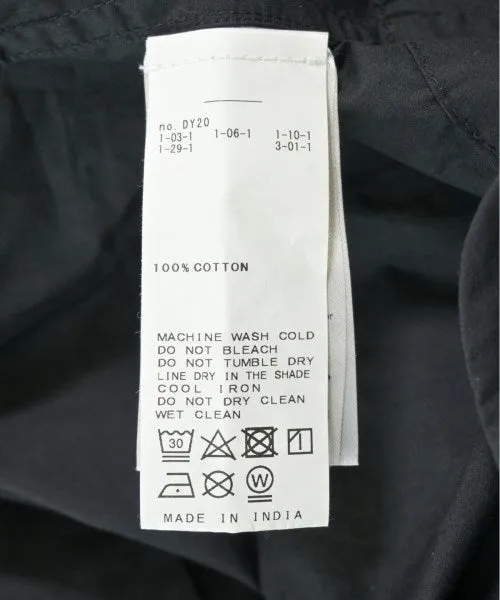 no. DY20
1-03-1 1-06-1 1-10-1
1-29-1 3-01-1
100% COTTON
MACHINE WASH COLD
DO NOT BLEACH
DO NOT TUMBLE DRY
LINE DRY IN THE SHADE
COOL IRON
DO NOT DRY CLEAN
WET CLEAN
30
W
MADE IN INDIA